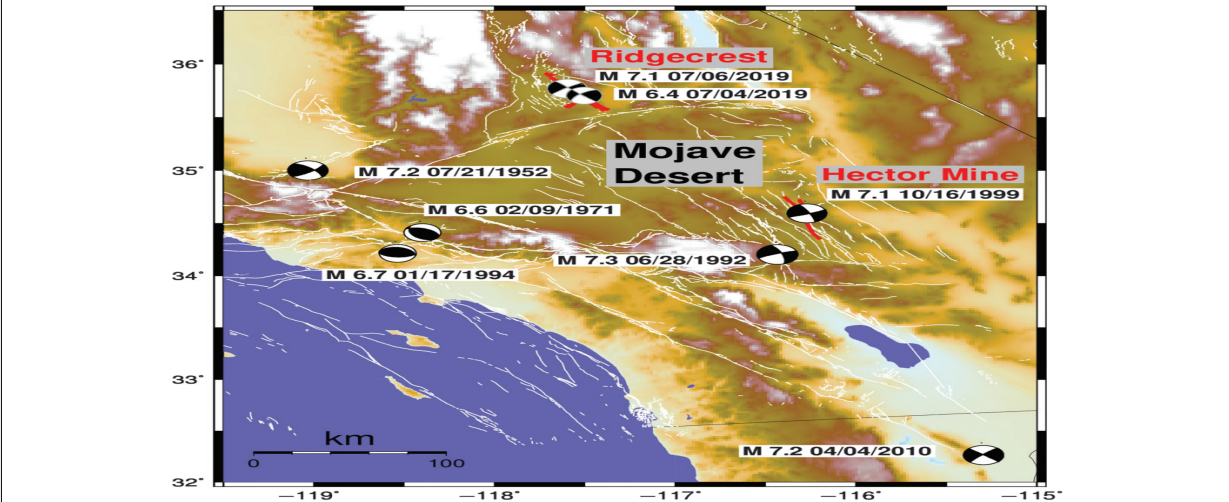 36°
Ridgecrest
M 7.1 07/06/2019
M 6.4 07/04/2019
Mojave
Desert
35°
M 7.2 07/21/1952
Hector Mine
M 7.1 10/16/1999
M 6.6 02/09/1971
M 7.3 06/28/1992
34°
M 6.7 01/17/1994
33°
km
0 100
M 7.2 04/04/2010
32°
−119° −118° −117° −116° −115°